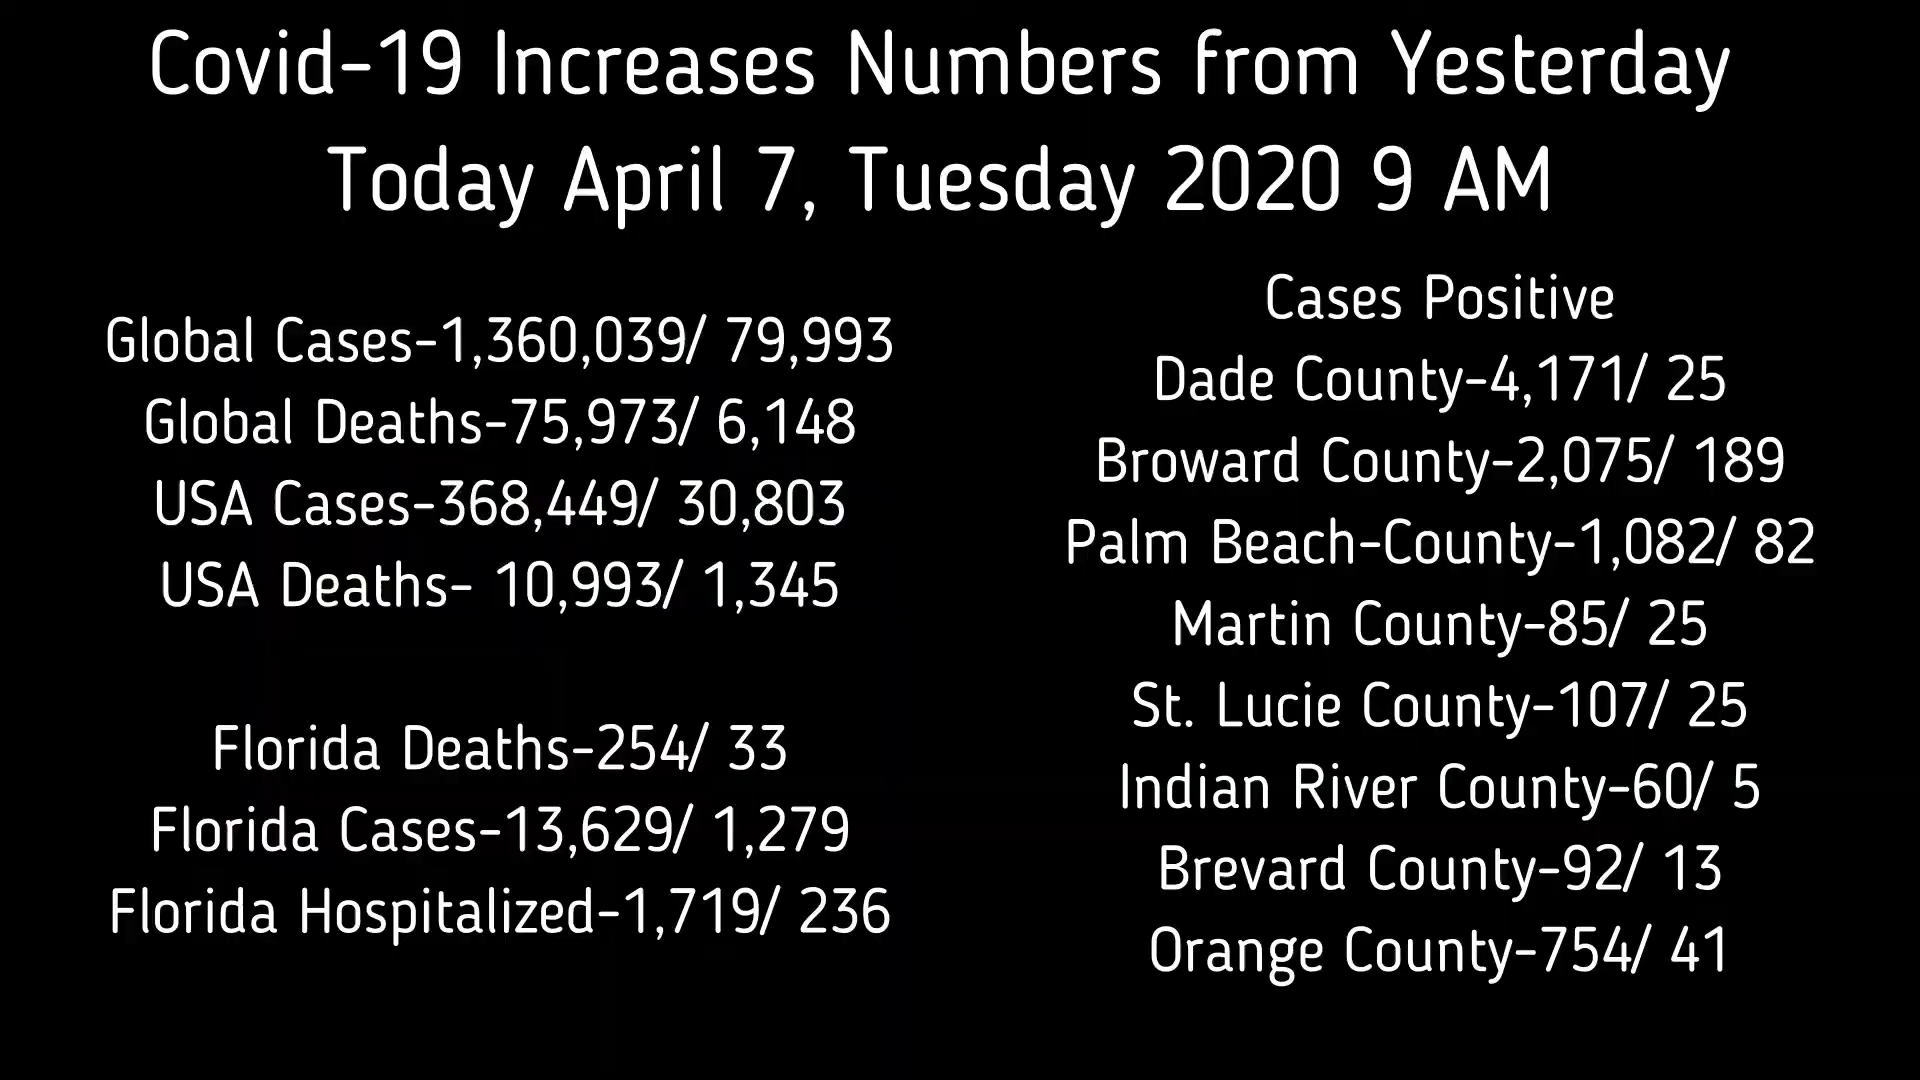 Covid-19 Increases Numbers from Yesterday
Today April 7, Tuesday 2020 9 AM
Global Cases-1,360,039/ 79,993
Global Deaths-75,973/ 6,148
USA Cases-368,449/ 30,803
USA Deaths- 10,993/ 1,345
Florida Deaths-254/ 33
Florida Cases-13,629/ 1,279
Florida Hospitalized-1,719/ 236
Cases Positive
Dade County-4,171/ 25
Broward County-2,075/ 189
Palm Beach-County-1,082/ 82
Martin County-85/ 25
St. Lucie County-107/ 25
Indian River County-60/ 5
Brevard County-92/ 13
Orange County-754/ 41